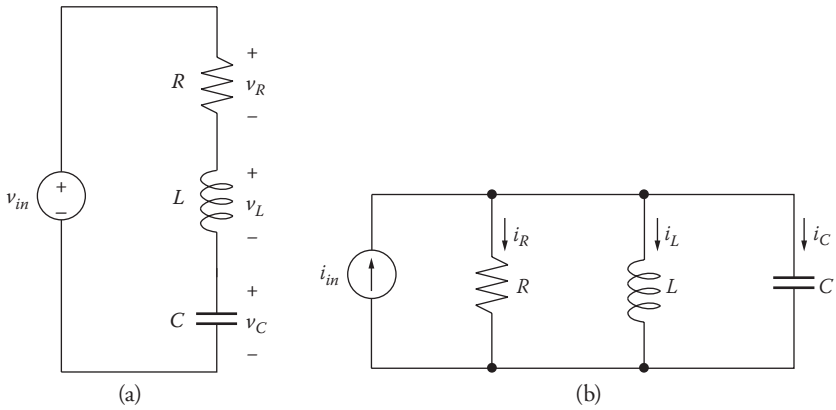 +
R
v_R
−
+
v_in
+
−
L
v_L
−
+
C
v_C
−
(a)
i_in
i_R
R
i_L
L
i_C
C
(b)